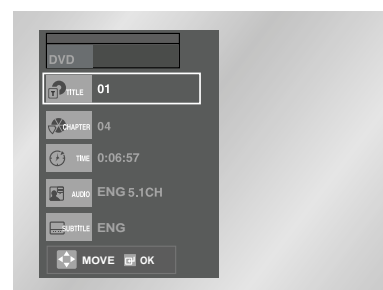 DVD
TITLE 01
CHAPTER 04
TIME 0:06:57
AUDIO ENG 5.1CH
SUBTITLE ENG
MOVE OK